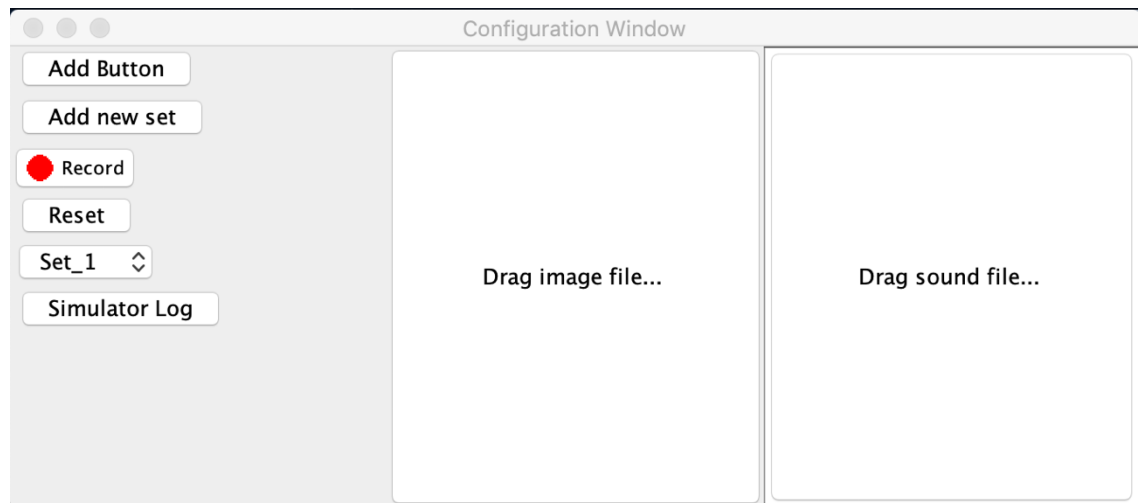 Configuration Window
Add Button
Add new set
Record
Reset
Set_1
Simulator Log
Drag image file...
Drag sound file...